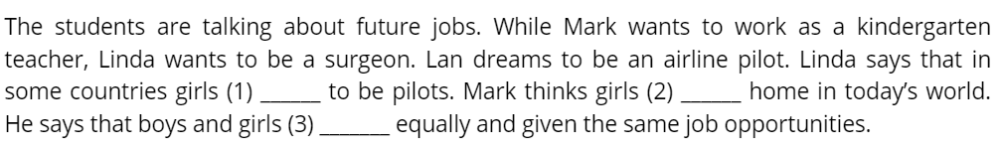 The students are talking about future jobs. While Mark wants to work as a kindergarten
teacher, Linda wants to be a surgeon. Lan dreams to be an airline pilot. Linda says that in
some countries girls (1) ______ to be pilots. Mark thinks girls (2) ______ home in today’s world.
He says that boys and girls (3) _______ equally and given the same job opportunities.